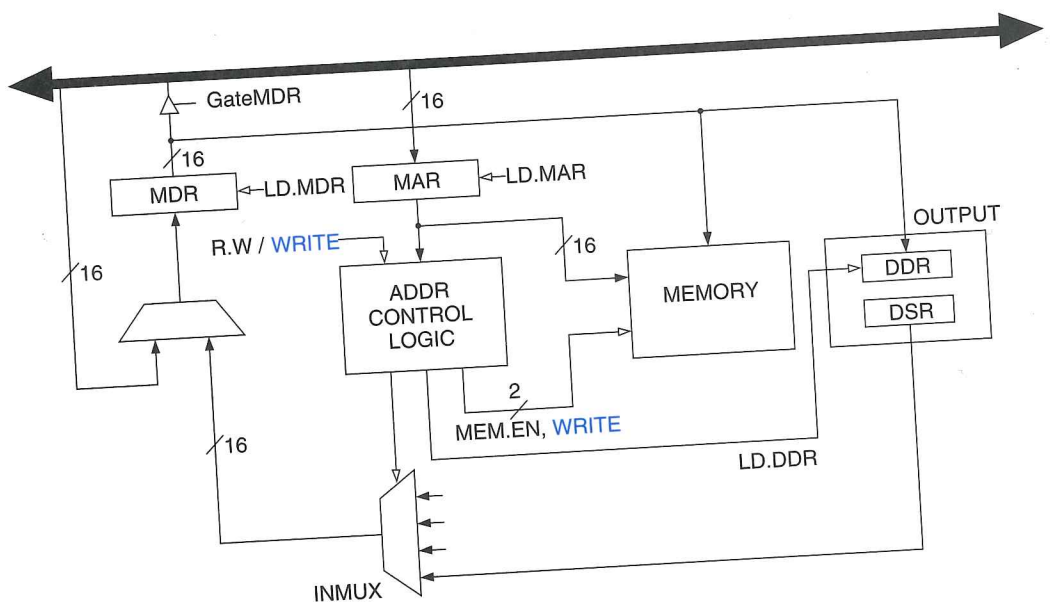 GateMDR
16
16
MDR
LD.MDR
MAR
LD.MAR
OUTPUT
R.W / WRITE
16
DDR
16
ADDR
CONTROL
LOGIC
MEMORY
DSR
2
MEM.EN, WRITE
16
LD.DDR
INMUX